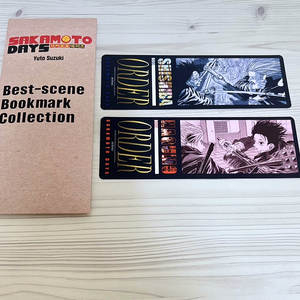 SAKAMOTO
DAYS
Yuto Suzuki
Best-scene
Bookmark
Collection
ORDER
SHISHIBA
ORDER
SAKAMOTO DAYS